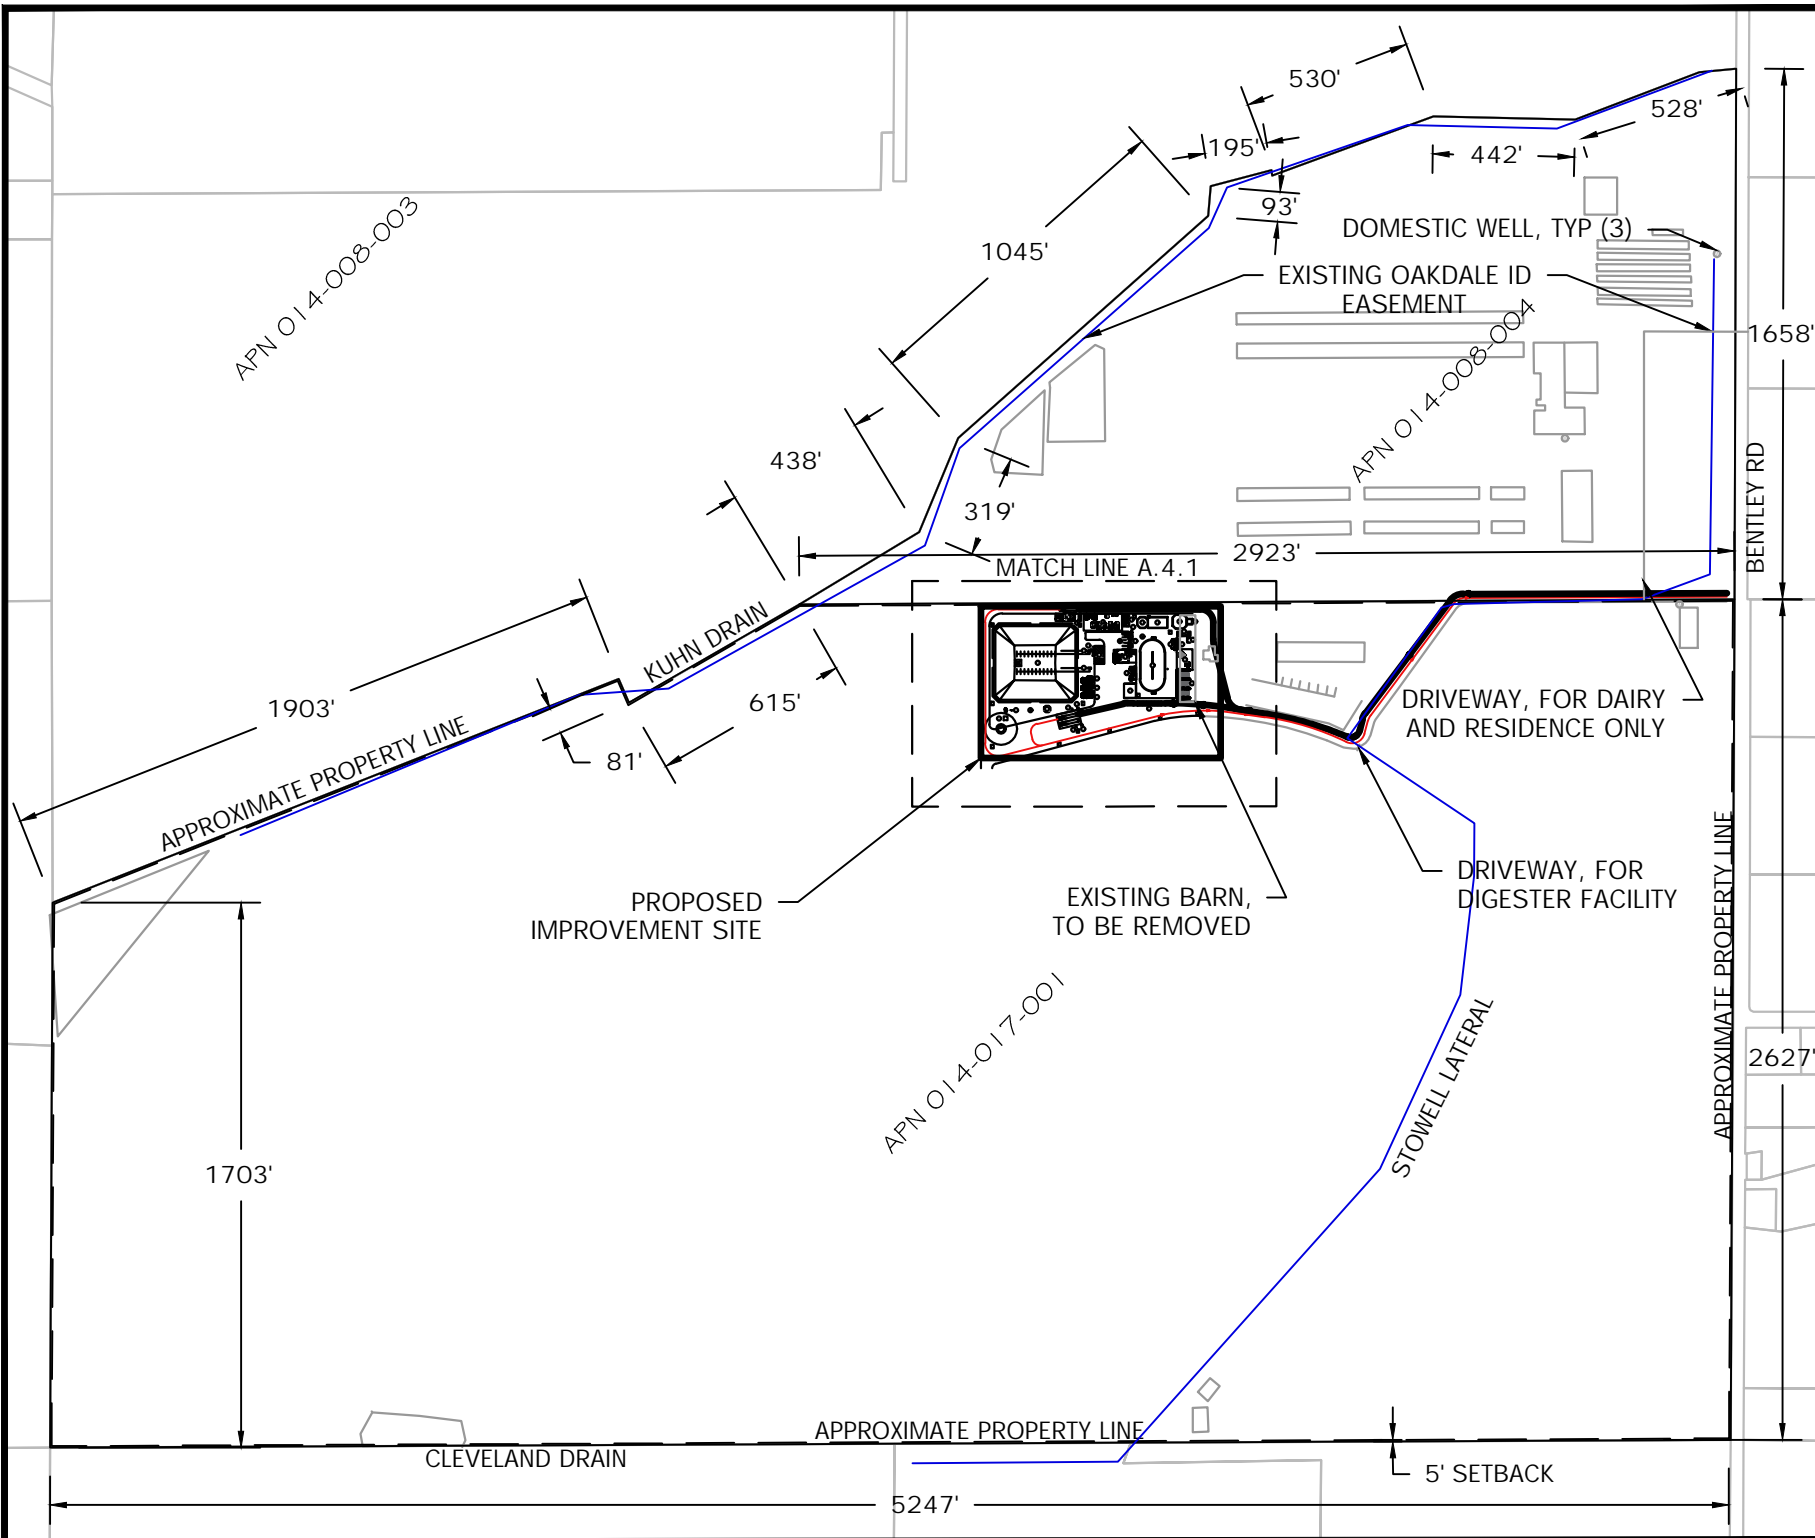 530'
528'
195'
442'
93'
DOMESTIC WELL, TYP (3)
1045'
EXISTING OAKDALE ID
EASEMENT
APN 014-008-003
1658'
APN 014-008-004
438'
319'
BENTLEY RD
2923'
MATCH LINE A.4.1
KUHN DRAIN
1903'
615'
DRIVEWAY, FOR DAIRY
AND RESIDENCE ONLY
81'
APPROXIMATE PROPERTY LINE
PROPOSED
IMPROVEMENT SITE
EXISTING BARN,
TO BE REMOVED
DRIVEWAY, FOR
DIGESTER FACILITY
APPROXIMATE PROPERTY LINE
APN 014-017-001
2627'
STOWELL LATERAL
1703'
APPROXIMATE PROPERTY LINE
CLEVELAND DRAIN
5' SETBACK
5247'